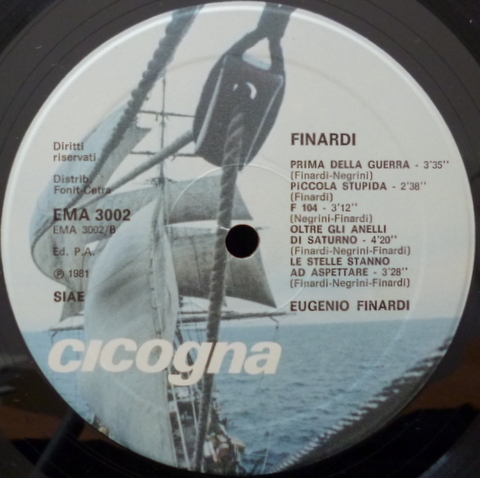 Diritti
riservati
Distrib.
Fonit-Cetra
EMA 3002
EMA 3002/B
Ed. P.A.
℗ 1981
SIAE
FINARDI
PRIMA DELLA GUERRA - 3'35''
(Finardi-Negrini)
PICCOLA STUPIDA - 2'38''
(Finardi)
F 104 - 3'12''
(Negrini-Finardi)
OLTRE GLI ANELLI
DI SATURNO - 4'20''
(Finardi-Negrini-Finardi)
LE STELLE STANNO
AD ASPETTARE - 3'28''
(Finardi-Negrini-Finardi)
EUGENIO FINARDI
cicogna